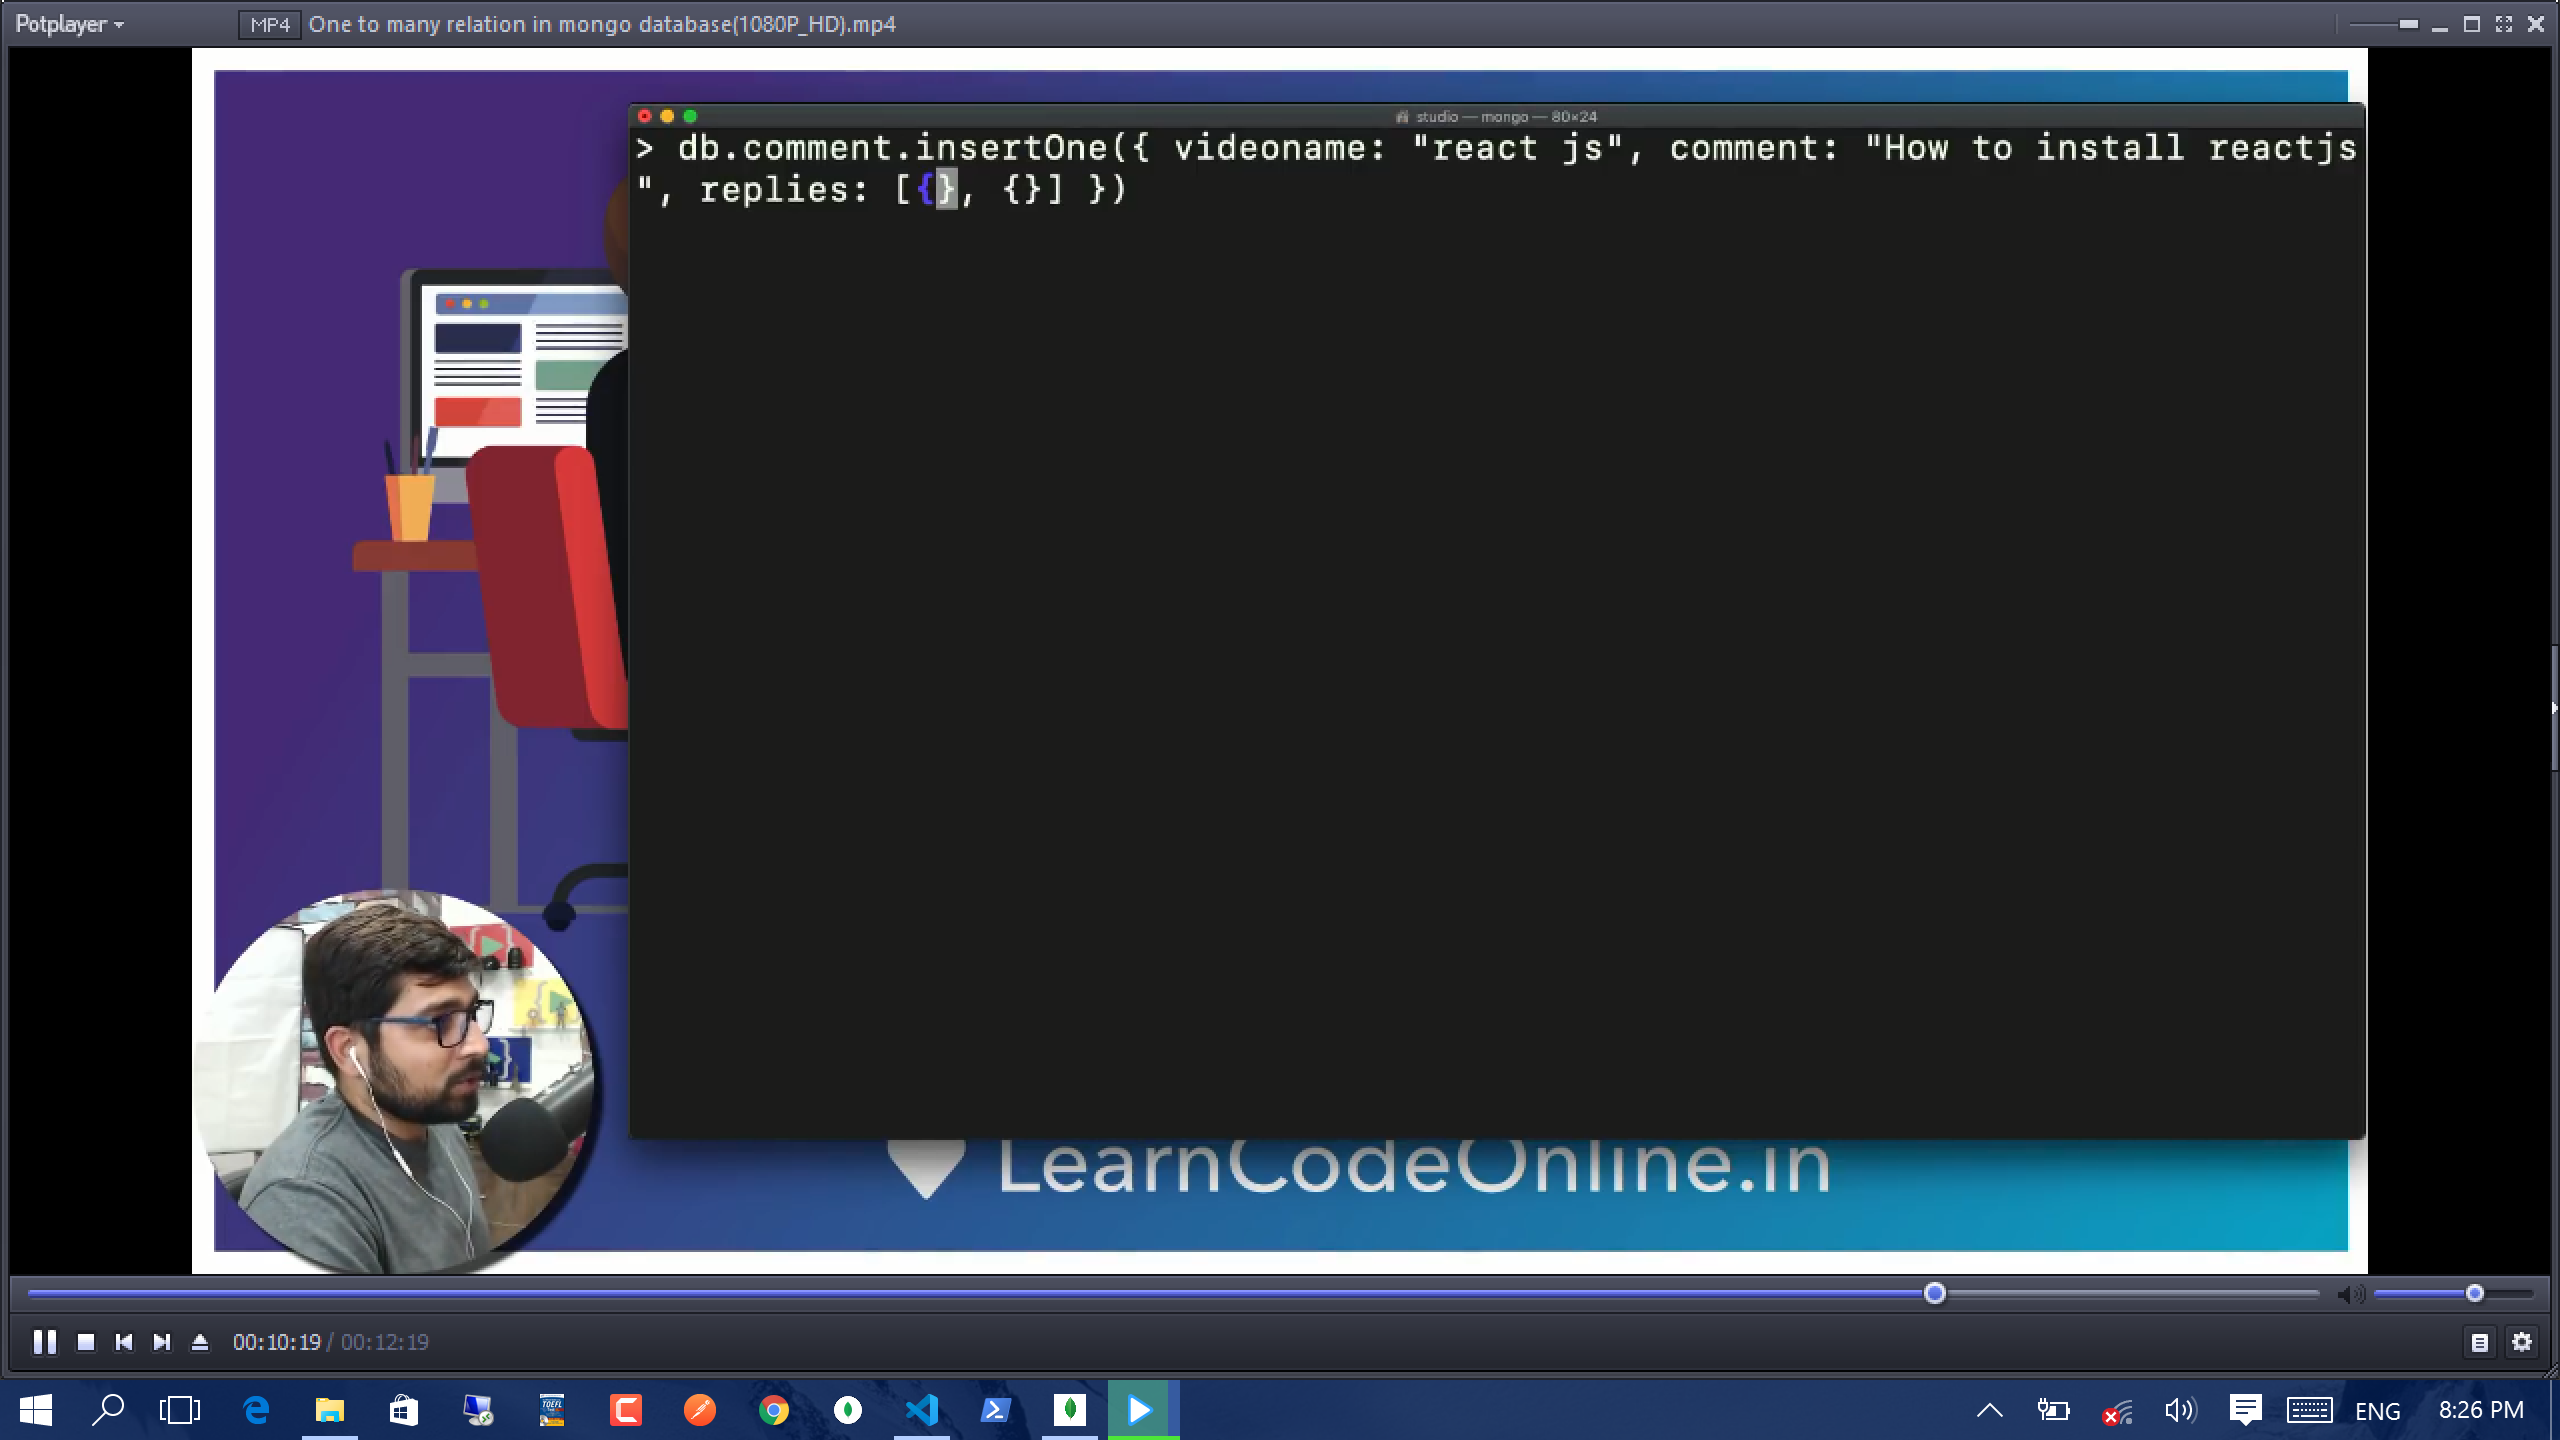 Potplayer
MP4 One to many relation in mongo database(1080P_HD).mp4
studio — mongo — 80×24
> db.comment.insertOne({ videoname: "react js", comment: "How to install reactjs
", replies: [{}, {}] })
LearnCodeOnline.in
00:10:19 / 00:12:19
TOEFL
ENG
8:26 PM